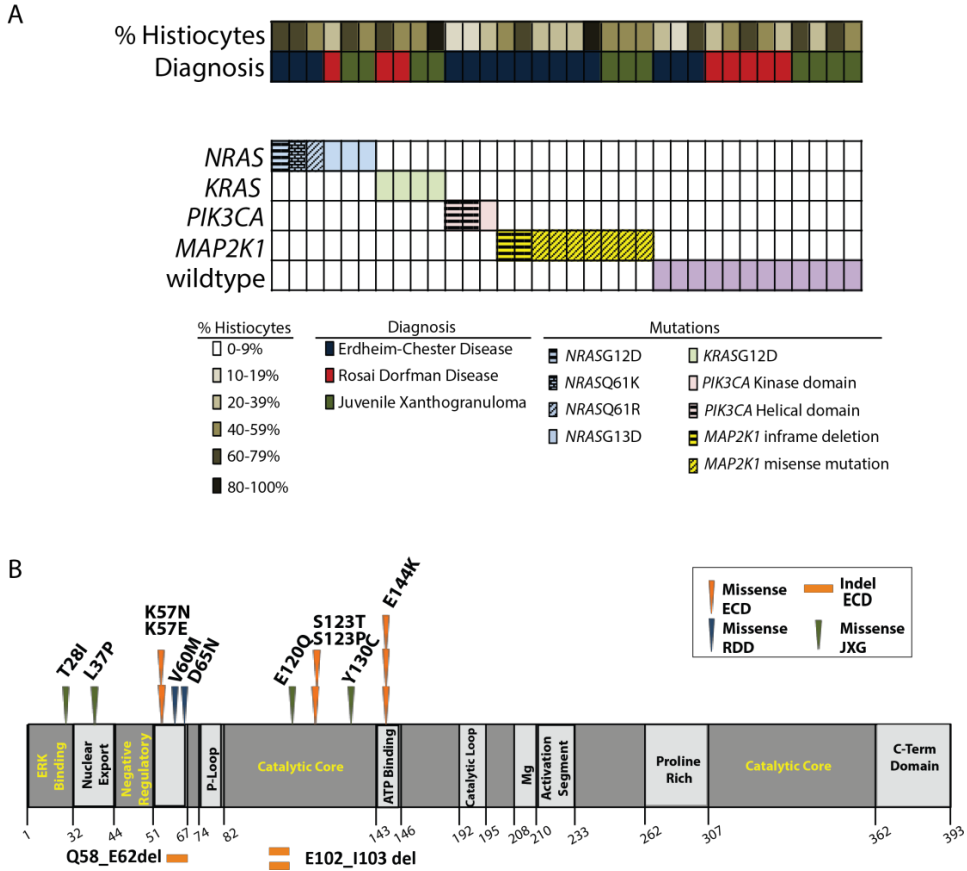 A
% Histiocytes
Diagnosis
NRAS
KRAS
PIK3CA
MAP2K1
wildtype
% Histiocytes
0-9%
10-19%
20-39%
40-59%
60-79%
80-100%
Diagnosis
Erdheim-Chester Disease
Rosai Dorfman Disease
Juvenile Xanthogranuloma
Mutations
NRASG12D
NRASQ61K
NRASQ61R
NRASG13D
KRASG12D
PIK3CA Kinase domain
PIK3CA Helical domain
MAP2K1 inframe deletion
MAP2K1 misense mutation
B
Missense ECD
Indel ECD
Missense RDD
Missense JXG
T28I
L37P
K57N
K57E
V60M
D65N
E120Q
S123T
S123P
Y130C
E144K
ERK Binding
Nuclear Export
Negative Regulatory
P-Loop
Catalytic Core
ATP Binding
Catalytic Loop
Mg
Activation Segment
Proline Rich
Catalytic Core
C-Term Domain
1 32 44 51 67 74 82 143 146 192 195 208 210 233 262 307 362 393
Q58_E62del
E102_I103 del